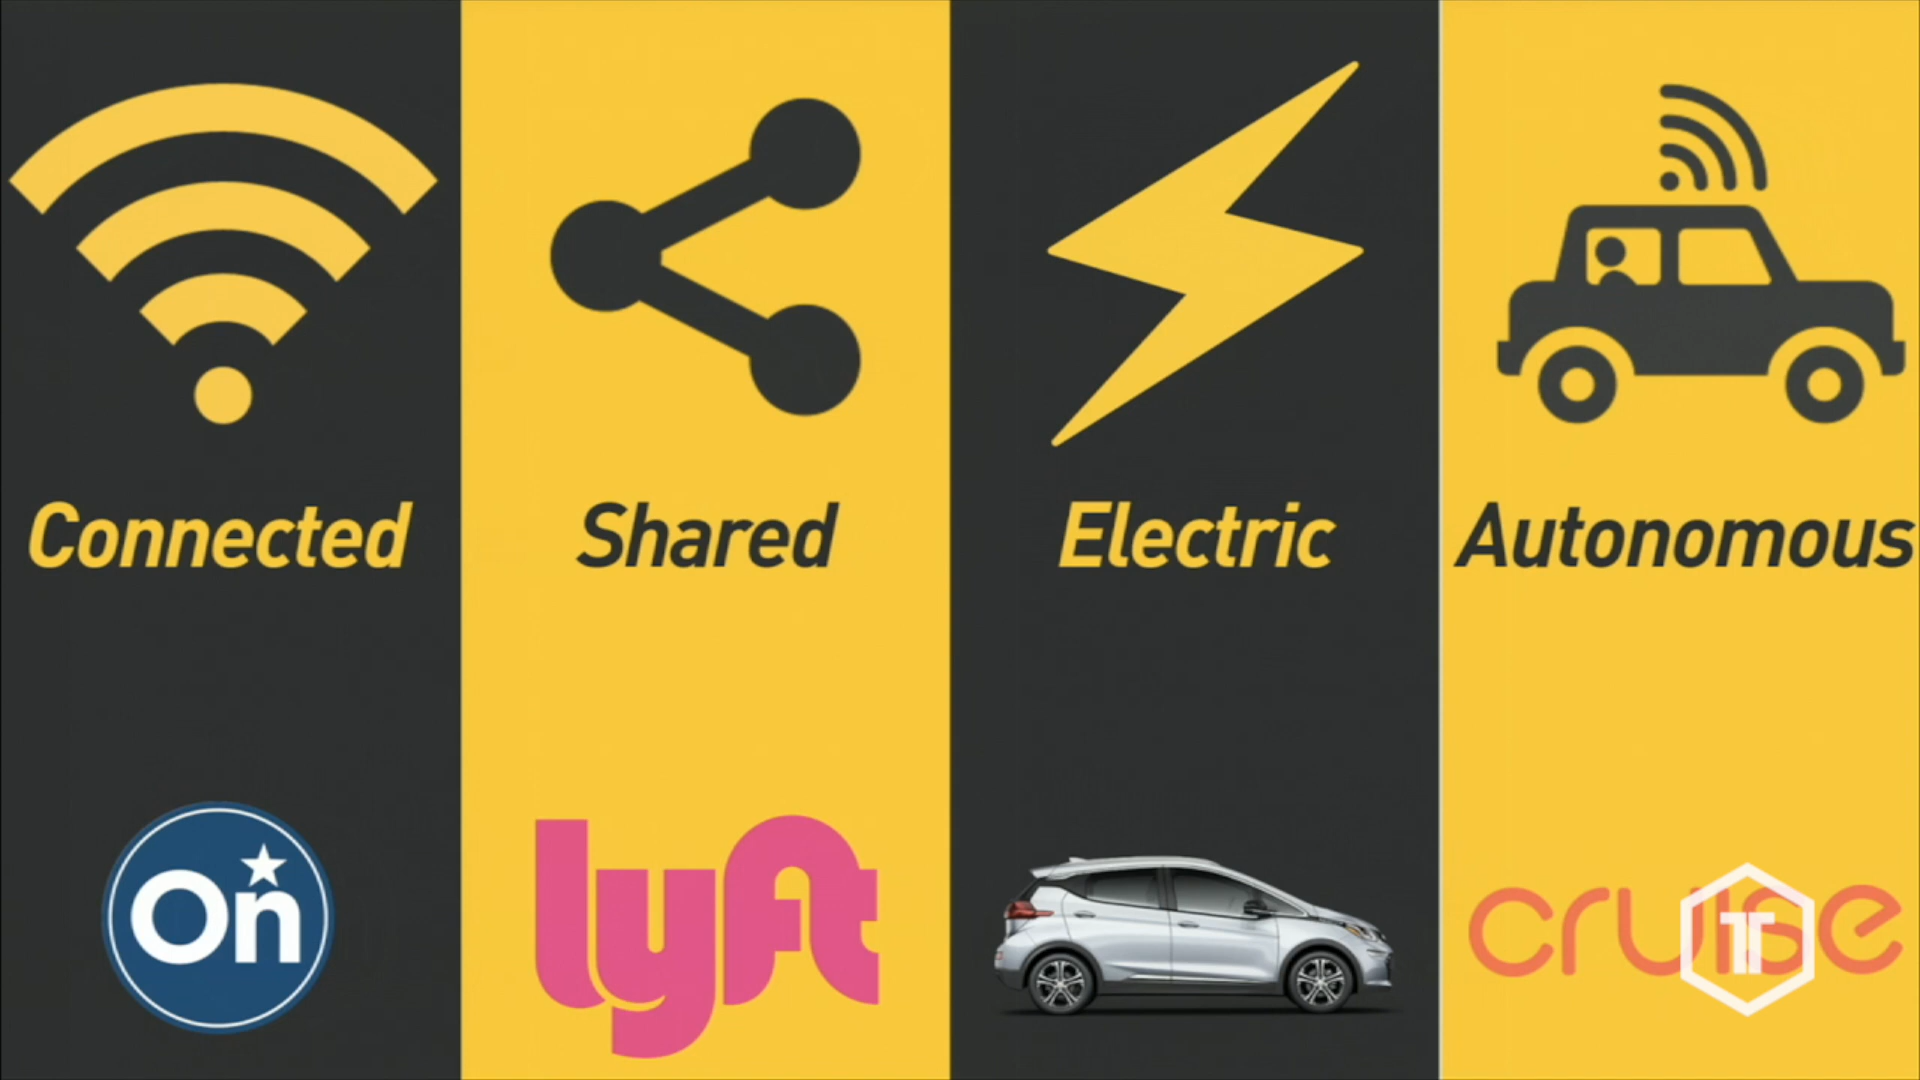 Connected
Shared
Electric
Autonomous
On
lyft
cruise
T